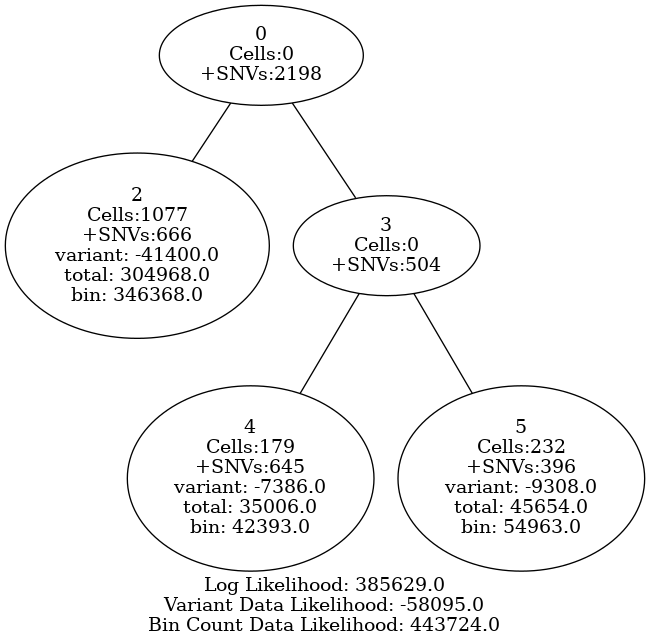 0
Cells:0
+SNVs:2198
2
Cells:1077
+SNVs:666
variant: -41400.0
total: 304968.0
bin: 346368.0
3
Cells:0
+SNVs:504
4
Cells:179
+SNVs:645
variant: -7386.0
total: 35006.0
bin: 42393.0
5
Cells:232
+SNVs:396
variant: -9308.0
total: 45654.0
bin: 54963.0
Log Likelihood: 385629.0
Variant Data Likelihood: -58095.0
Bin Count Data Likelihood: 443724.0